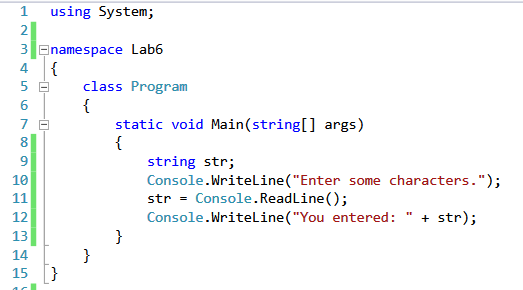 1 using System;
2
3 namespace Lab6
4 {
5 class Program
6 {
7 static void Main(string[] args)
8 {
9 string str;
10 Console.WriteLine("Enter some characters.");
11 str = Console.ReadLine();
12 Console.WriteLine("You entered: " + str);
13 }
14 }
15 }